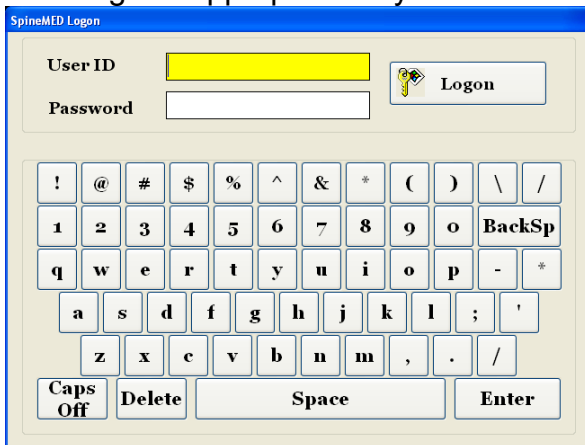 SpineMED Logon
User ID
Logon
Password
! @ # $ % ^ & * ( ) \ /
1 2 3 4 5 6 7 8 9 0 BackSp
q w e r t y u i o p - *
a s d f g h j k l ; '
z x c v b n m , . /
Caps Off Delete Space Enter